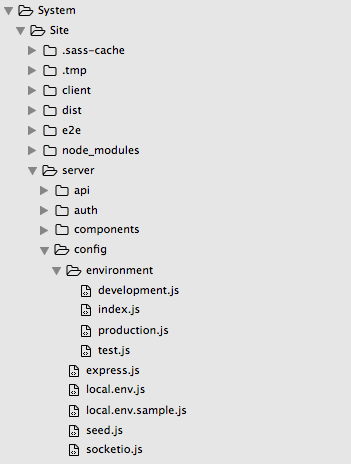 System
Site
.sass-cache
.tmp
client
dist
e2e
node_modules
server
api
auth
components
config
environment
development.js
index.js
production.js
test.js
express.js
local.env.js
local.env.sample.js
seed.js
socketio.js